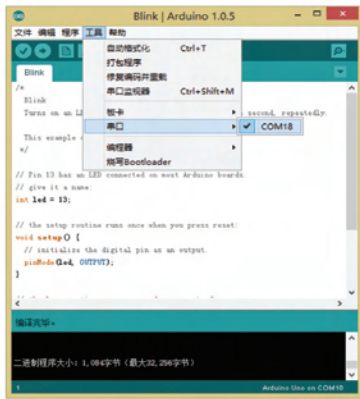 Blink | Arduino 1.0.5
文件 编辑 程序 工具 帮助
自动格式化 Ctrl+T
打包程序
修复编码并重载
串口监视器 Ctrl+Shift+M
板卡
串口
COM18
编程器
烧写Bootloader
Blink
/*
Blink
Turns on an LE
second, repeatedly.
This example
*/
// Pin 13 has an LED connected on most Arduino boards.
// give it a name:
int led = 13;
// the setup routine runs once when you press reset:
void setup() {
// initialize the digital pin as an output.
pinMode(led, OUTPUT);
}
编译完毕。
二进制程序大小：1,084字节（最大32,256字节）
1
Arduino Uno on COM18